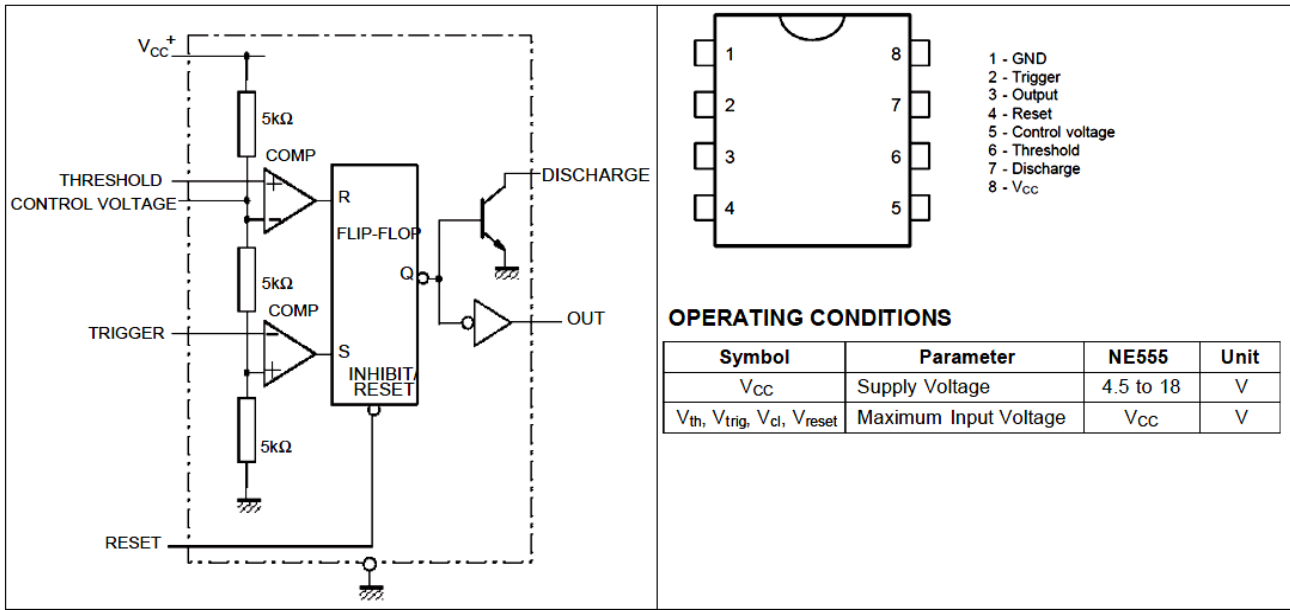 VCC+
5kΩ
COMP
THRESHOLD
CONTROL VOLTAGE
R
FLIP-FLOP
DISCHARGE
Q
5kΩ
COMP
TRIGGER
OUT
S
INHIBIT/
RESET
5kΩ
RESET
1
8
2
7
3
6
4
5
1 - GND
2 - Trigger
3 - Output
4 - Reset
5 - Control voltage
6 - Threshold
7 - Discharge
8 - VCC
OPERATING CONDITIONS
Symbol Parameter NE555 Unit
VCC Supply Voltage 4.5 to 18 V
Vth, Vtrig, Vcl, Vreset Maximum Input Voltage VCC V